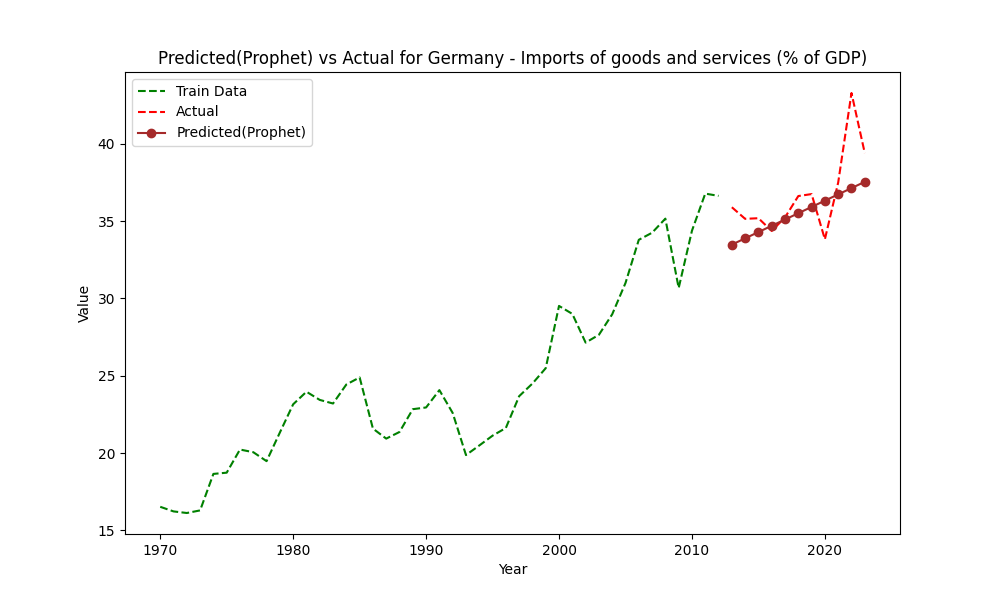 Predicted(Prophet) vs Actual for Germany - Imports of goods and services (% of GDP)
Train Data
Actual
Predicted(Prophet)
40
35
30
25
20
15
Value
1970 1980 1990 2000 2010 2020
Year